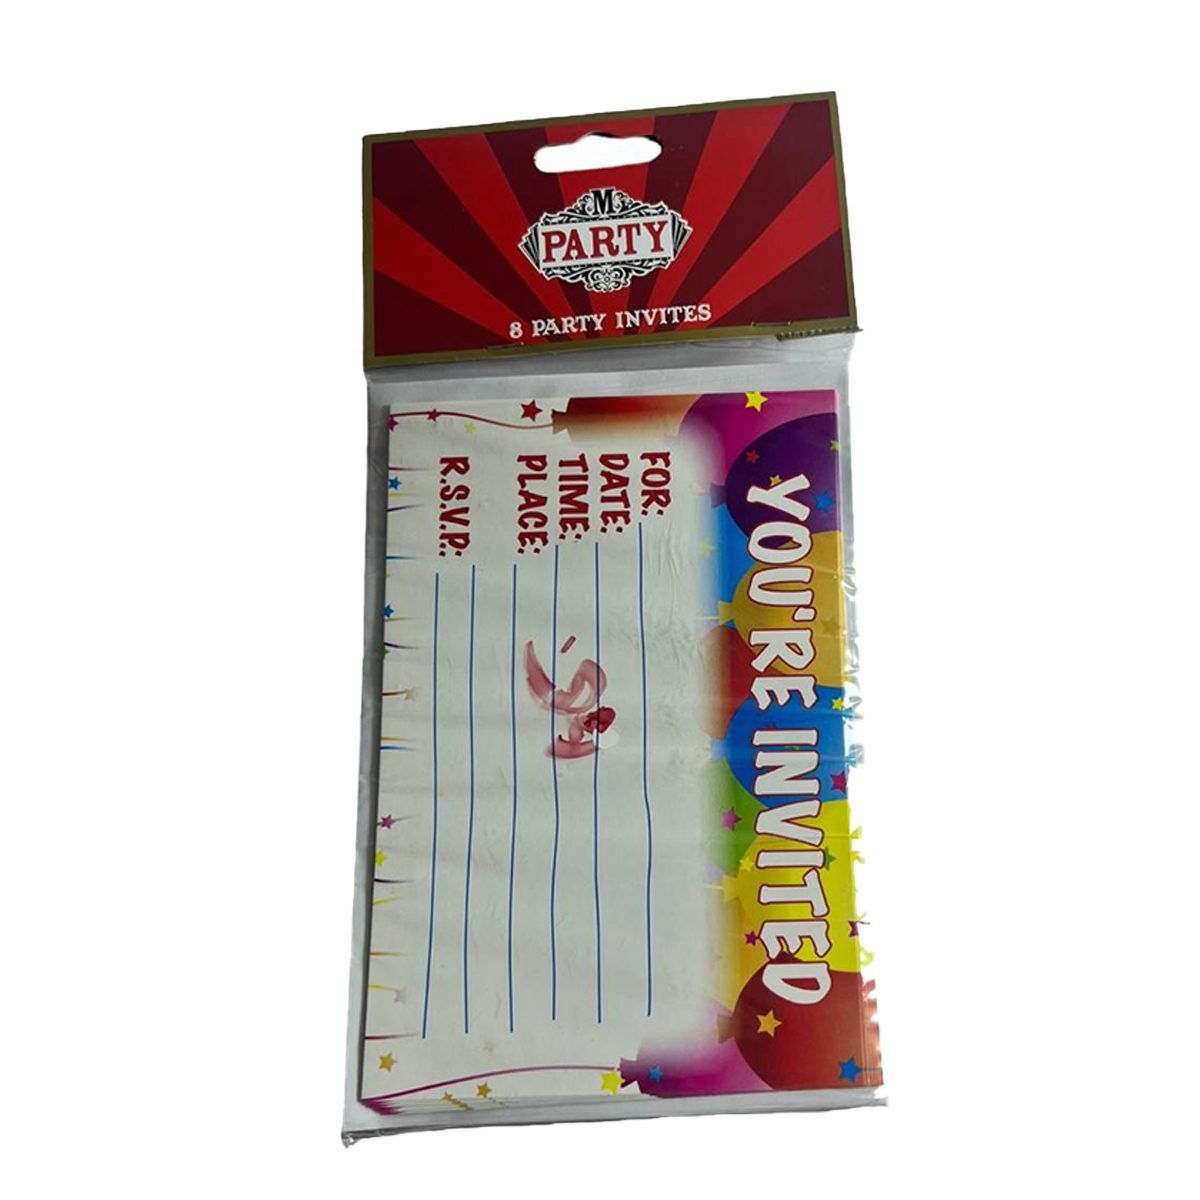 M
PARTY
8 PARTY INVITES
YOU'RE INVITED
FOR:
DATE:
TIME:
PLACE:
R.S.V.P.: